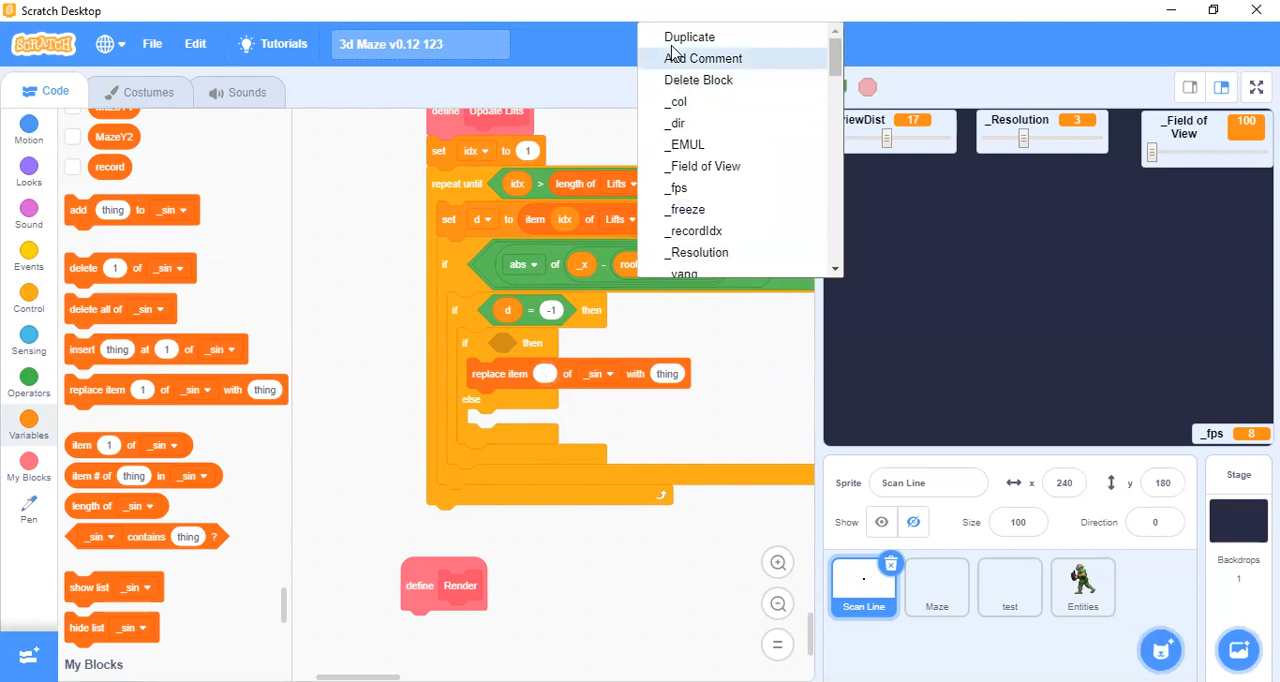 Scratch Desktop
SCRATCH
File
Edit
Tutorials
3d Maze v0.12 123
Code
Costumes
Sounds
Duplicate
Add Comment
Delete Block
_col
_dir
_EMUL
_Field of View
_fps
_freeze
_recordIdx
_Resolution
_yang
Motion
Looks
Sound
Events
Control
Sensing
Operators
Variables
My Blocks
Pen
MazeY2
record
add thing to _sin
delete 1 of _sin
delete all of _sin
insert thing at 1 of _sin
replace item 1 of _sin with thing
item 1 of _sin
item # of thing in _sin
length of _sin
_sin contains thing ?
show list _sin
hide list _sin
My Blocks
define Update Lifts
set idx to 1
repeat until idx > length of Lifts
set d to item idx of Lifts
if abs of _x -
if d = -1 then
if then
replace item of _sin with thing
else
define Render
iewDist 17
_Resolution 3
_Field of View 100
_fps 8
Sprite Scan Line x 240 y 180
Show Size 100 Direction 0
Scan Line
Maze
test
Entities
Stage
Backdrops
1